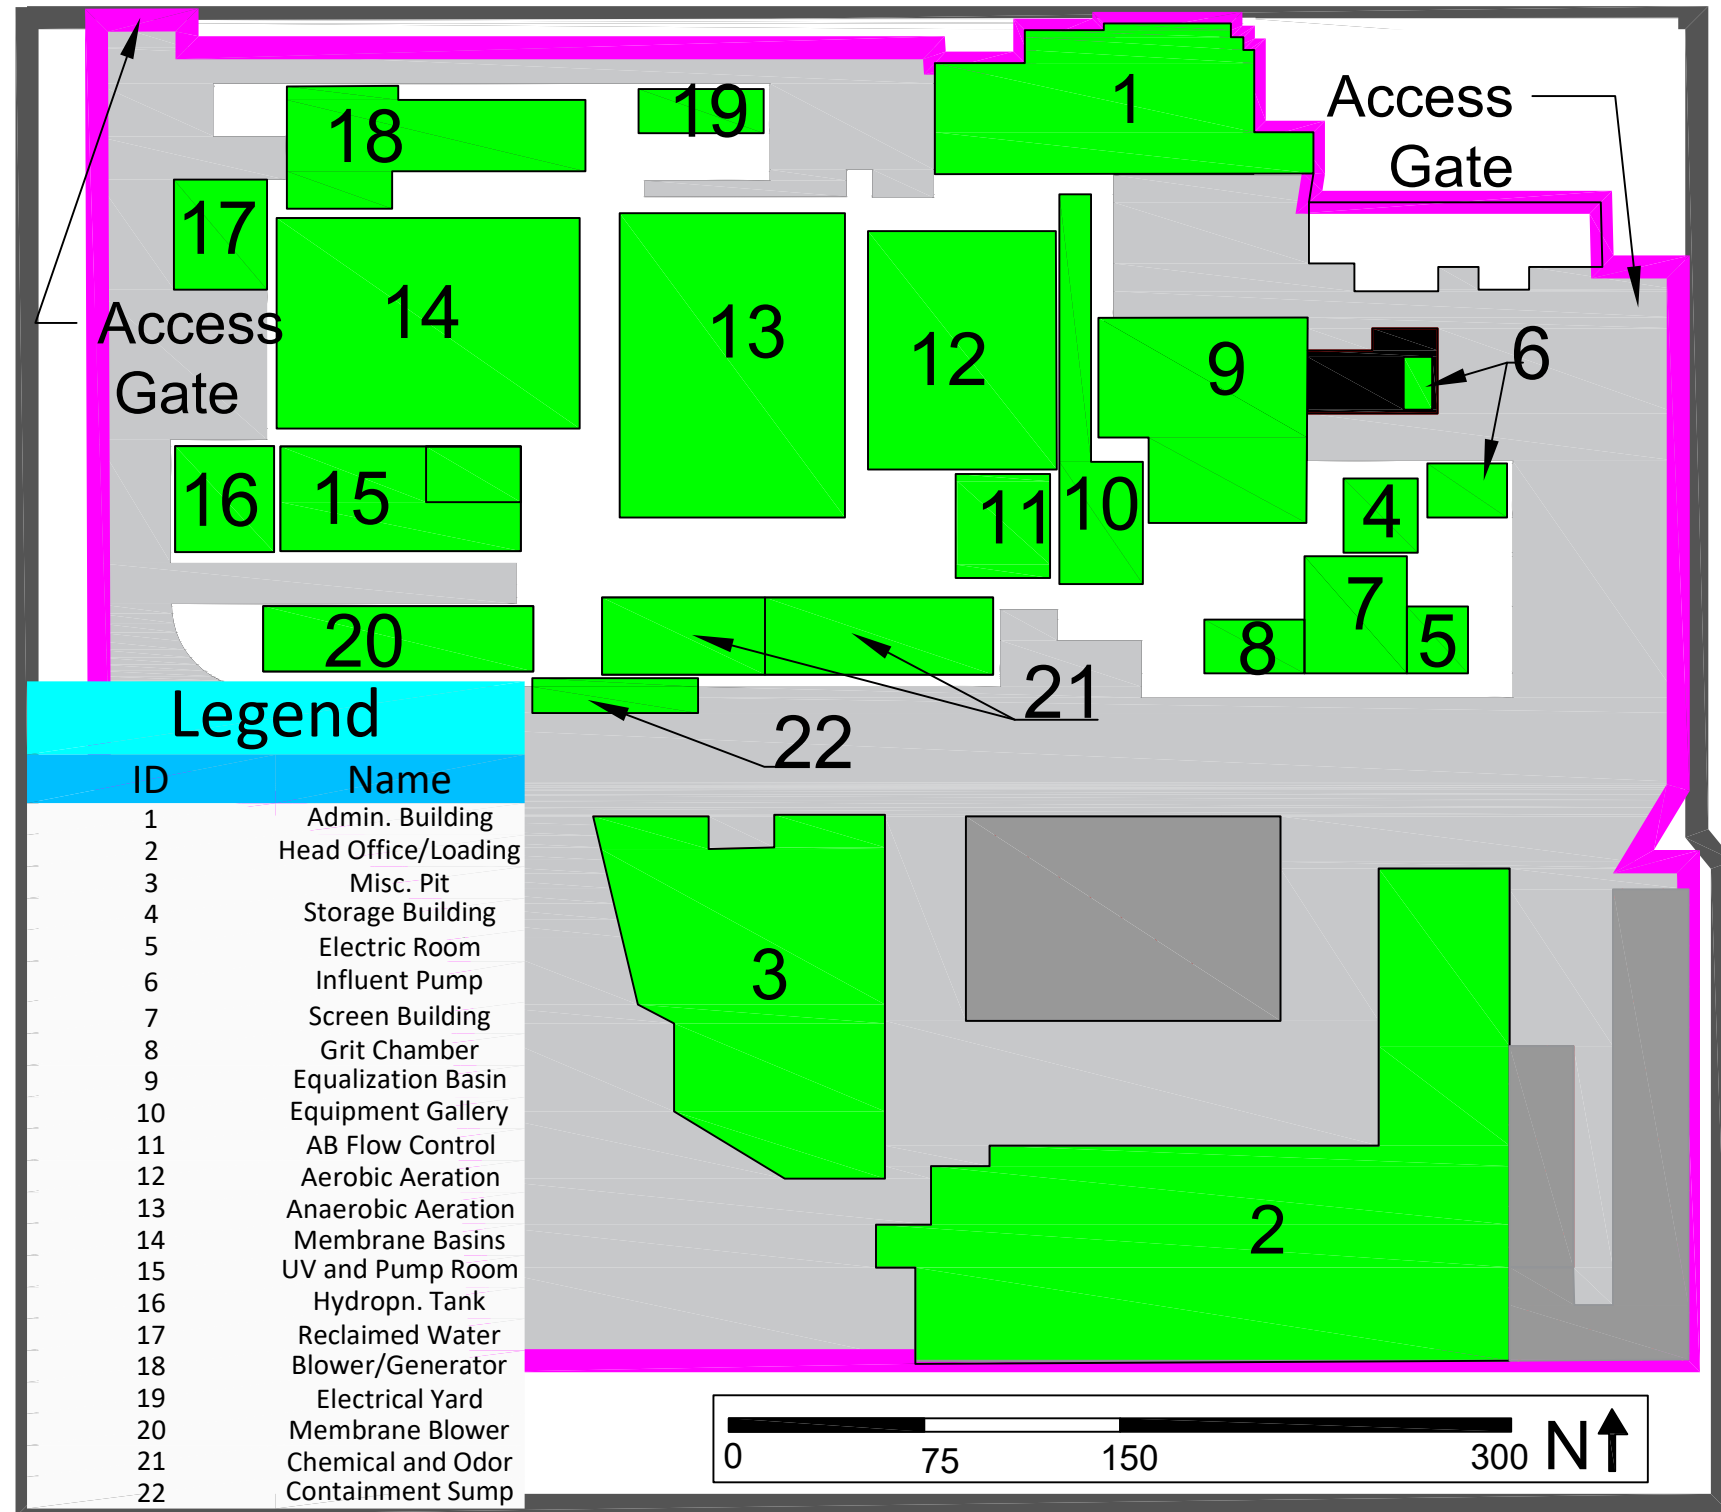 1
Access
Gate
19
18
17
14
13
12
Access
Gate
9
6
16
15
11
10
4
7
5
8
20
21
22
Legend
ID Name
1 Admin. Building
2 Head Office/Loading
3 Misc. Pit
4 Storage Building
5 Electric Room
6 Influent Pump
7 Screen Building
8 Grit Chamber
9 Equalization Basin
10 Equipment Gallery
11 AB Flow Control
12 Aerobic Aeration
13 Anaerobic Aeration
14 Membrane Basins
15 UV and Pump Room
16 Hydropn. Tank
17 Reclaimed Water
18 Blower/Generator
19 Electrical Yard
20 Membrane Blower
21 Chemical and Odor
22 Containment Sump
3
2
0 75 150 300 N